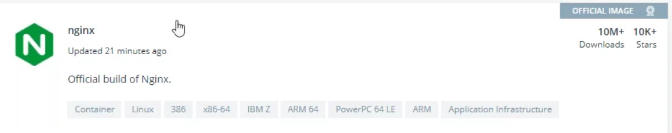 OFFICIAL IMAGE
nginx
10M+ 10K+
Updated 21 minutes ago
Downloads Stars
Official build of Nginx.
Container Linux 386 x86-64 IBM Z ARM 64 PowerPC 64 LE ARM Application Infrastructure